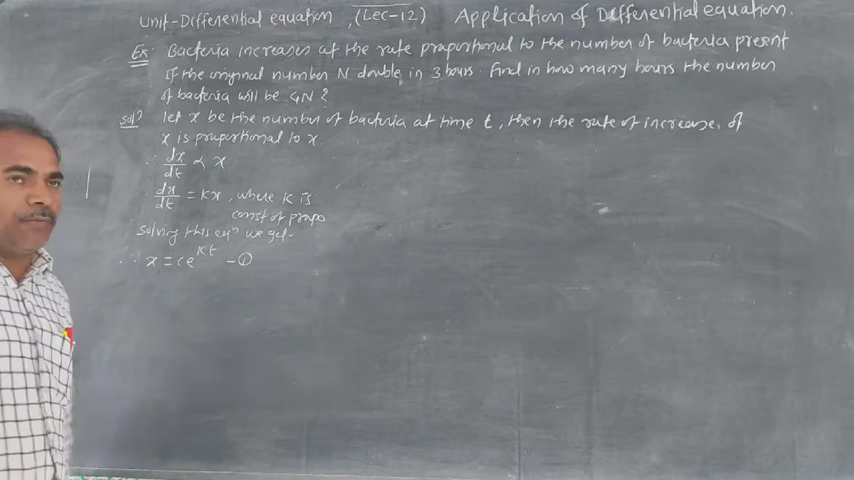 Unit-Differential equation, (Lec-12) Application of Differential equation.
Ex: Bacteria increases at the rate proportional to the number of bacteria present
If the original number N double in 3 hours. Find in how many hours the number
of bacteria will be 4N?
Solⁿ let x be the number of bacteria at time t, then the rate of increase, of
x is proportional to x
∴ dx/dt ∝ x
dx/dt = kx, where k is
const of propo
Solving this eqⁿ we get.
∴ x = ce^{kt} - ①